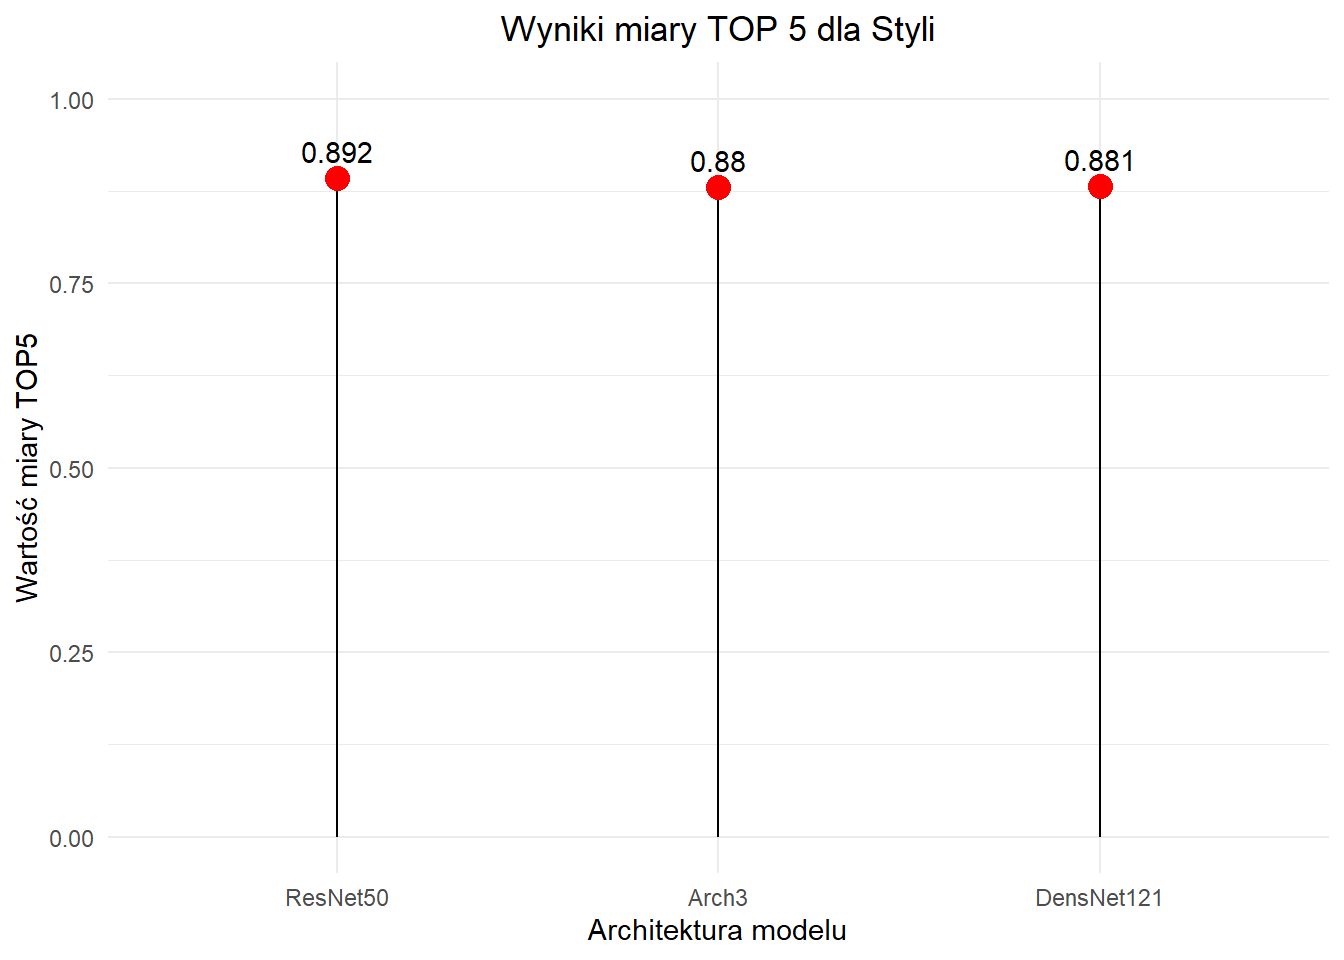 Wyniki miary TOP 5 dla Styli
Wartość miary TOP5
1.00
0.75
0.50
0.25
0.00
0.892
0.88
0.881
ResNet50
Arch3
DensNet121
Architektura modelu